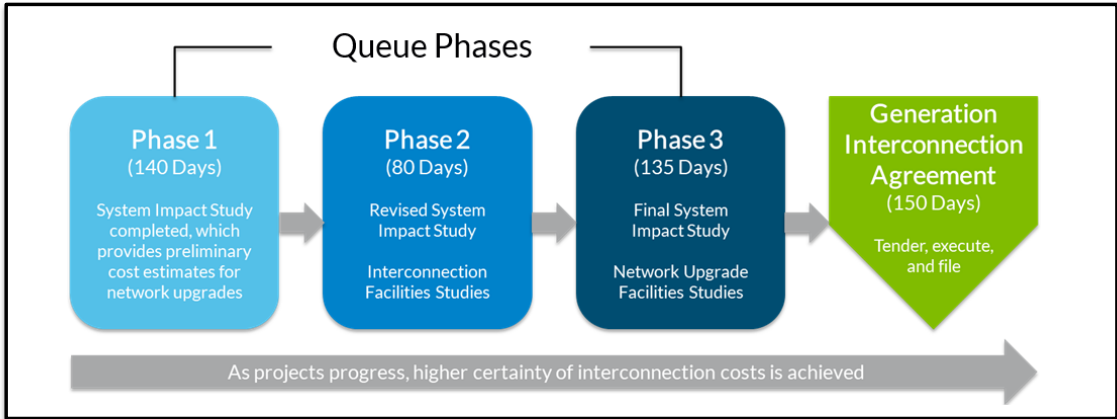 Queue Phases
Phase 1
(140 Days)
System Impact Study
completed, which
provides preliminary
cost estimates for
network upgrades
Phase 2
(80 Days)
Revised System
Impact Study
Interconnection
Facilities Studies
Phase 3
(135 Days)
Final System
Impact Study
Network Upgrade
Facilities Studies
Generation
Interconnection
Agreement
(150 Days)
Tender, execute,
and file
As projects progress, higher certainty of interconnection costs is achieved